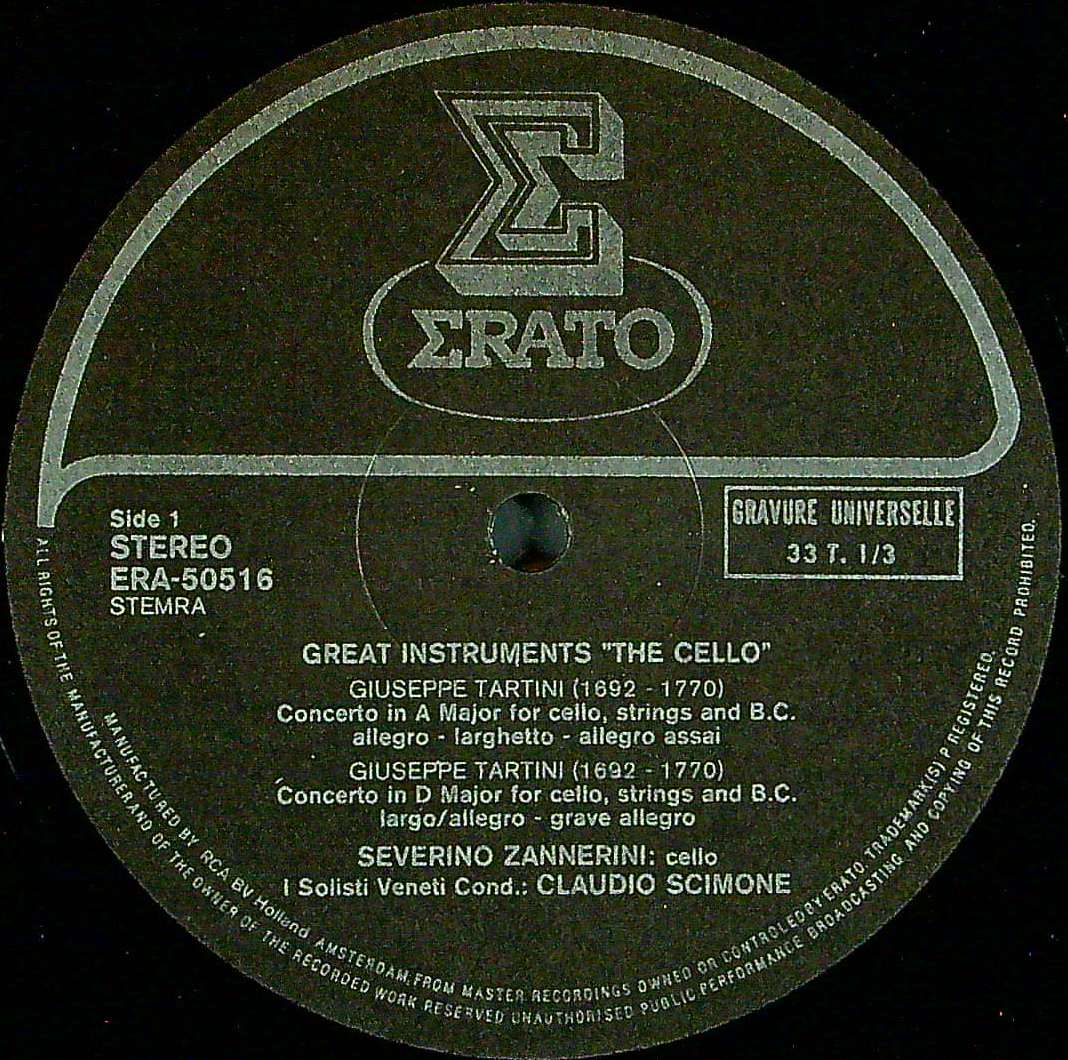 Σ
ΣRATO
Side 1
STEREO
ERA-50516
STEMRA
GRAVURE UNIVERSELLE
33 T. 1/3
GREAT INSTRUMENTS "THE CELLO"
GIUSEPPE TARTINI (1692 - 1770)
Concerto in A Major for cello, strings and B.C.
allegro - larghetto - allegro assai
GIUSEPPE TARTINI (1692 - 1770)
Concerto in D Major for cello, strings and B.C.
largo/allegro - grave allegro
SEVERINO ZANNERINI: cello
I Solisti Veneti Cond.: CLAUDIO SCIMONE
MANUFACTURED BY RCA BV Holland AMSTERDAM, FROM MASTER RECORDINGS OWNED OR CONTROLED BY ERATO, TRADEMARK(S) P REGISTERED.
ALL RIGHTS OF THE MANUFACTURER AND OF THE OWNER OF THE RECORDED WORK RESERVED UNAUTHORISED PUBLIC PERFORMANCE BROADCASTING AND COPYING OF THIS RECORD PROHIBITED.